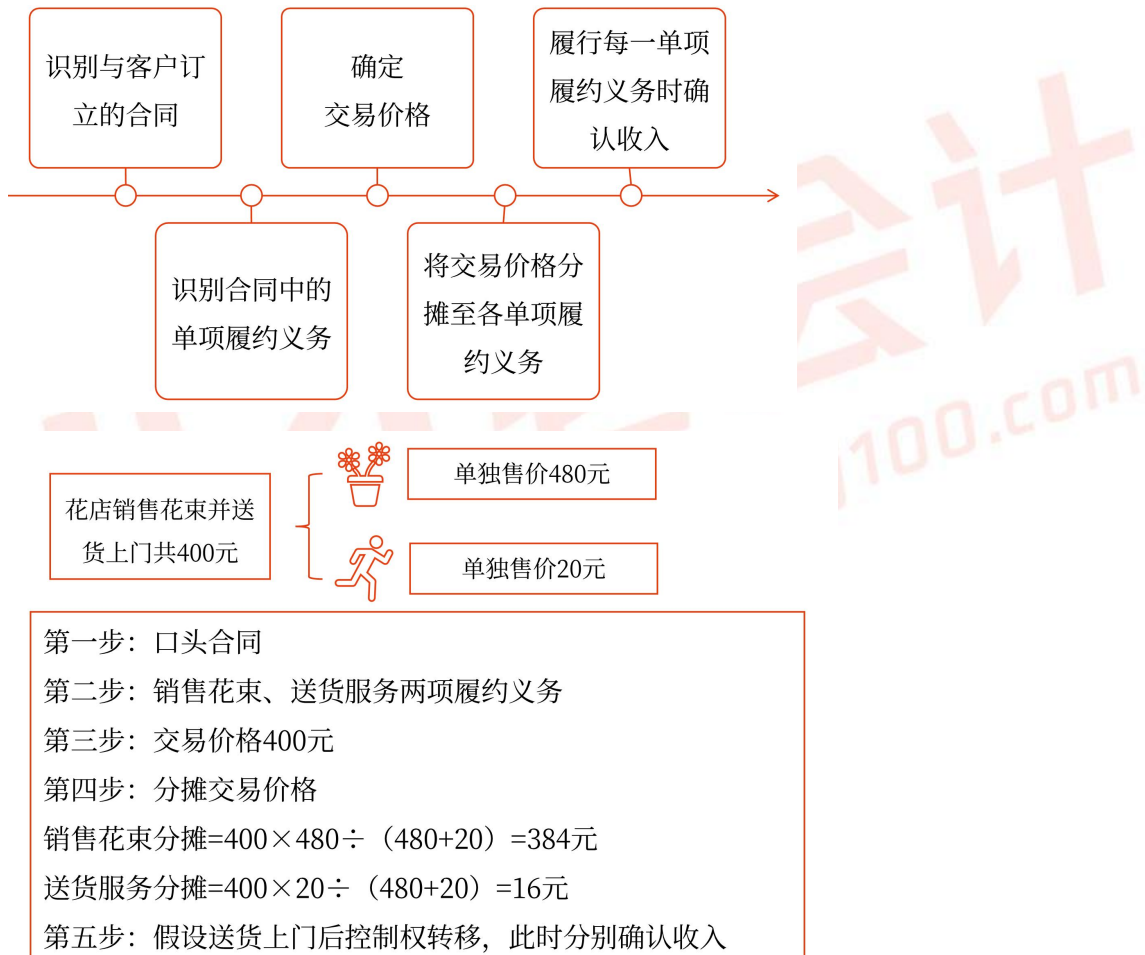 识别与客户订
立的合同
识别合同中的
单项履约义务
确定
交易价格
将交易价格分
摊至各单项履
约义务
履行每一单项
履约义务时确
认收入
会计
100.com
花店销售花束并送
货上门共400元
单独售价480元
单独售价20元
第一步：口头合同
第二步：销售花束、送货服务两项履约义务
第三步：交易价格400元
第四步：分摊交易价格
销售花束分摊=400×480÷（480+20）=384元
送货服务分摊=400×20÷（480+20）=16元
第五步：假设送货上门后控制权转移，此时分别确认收入